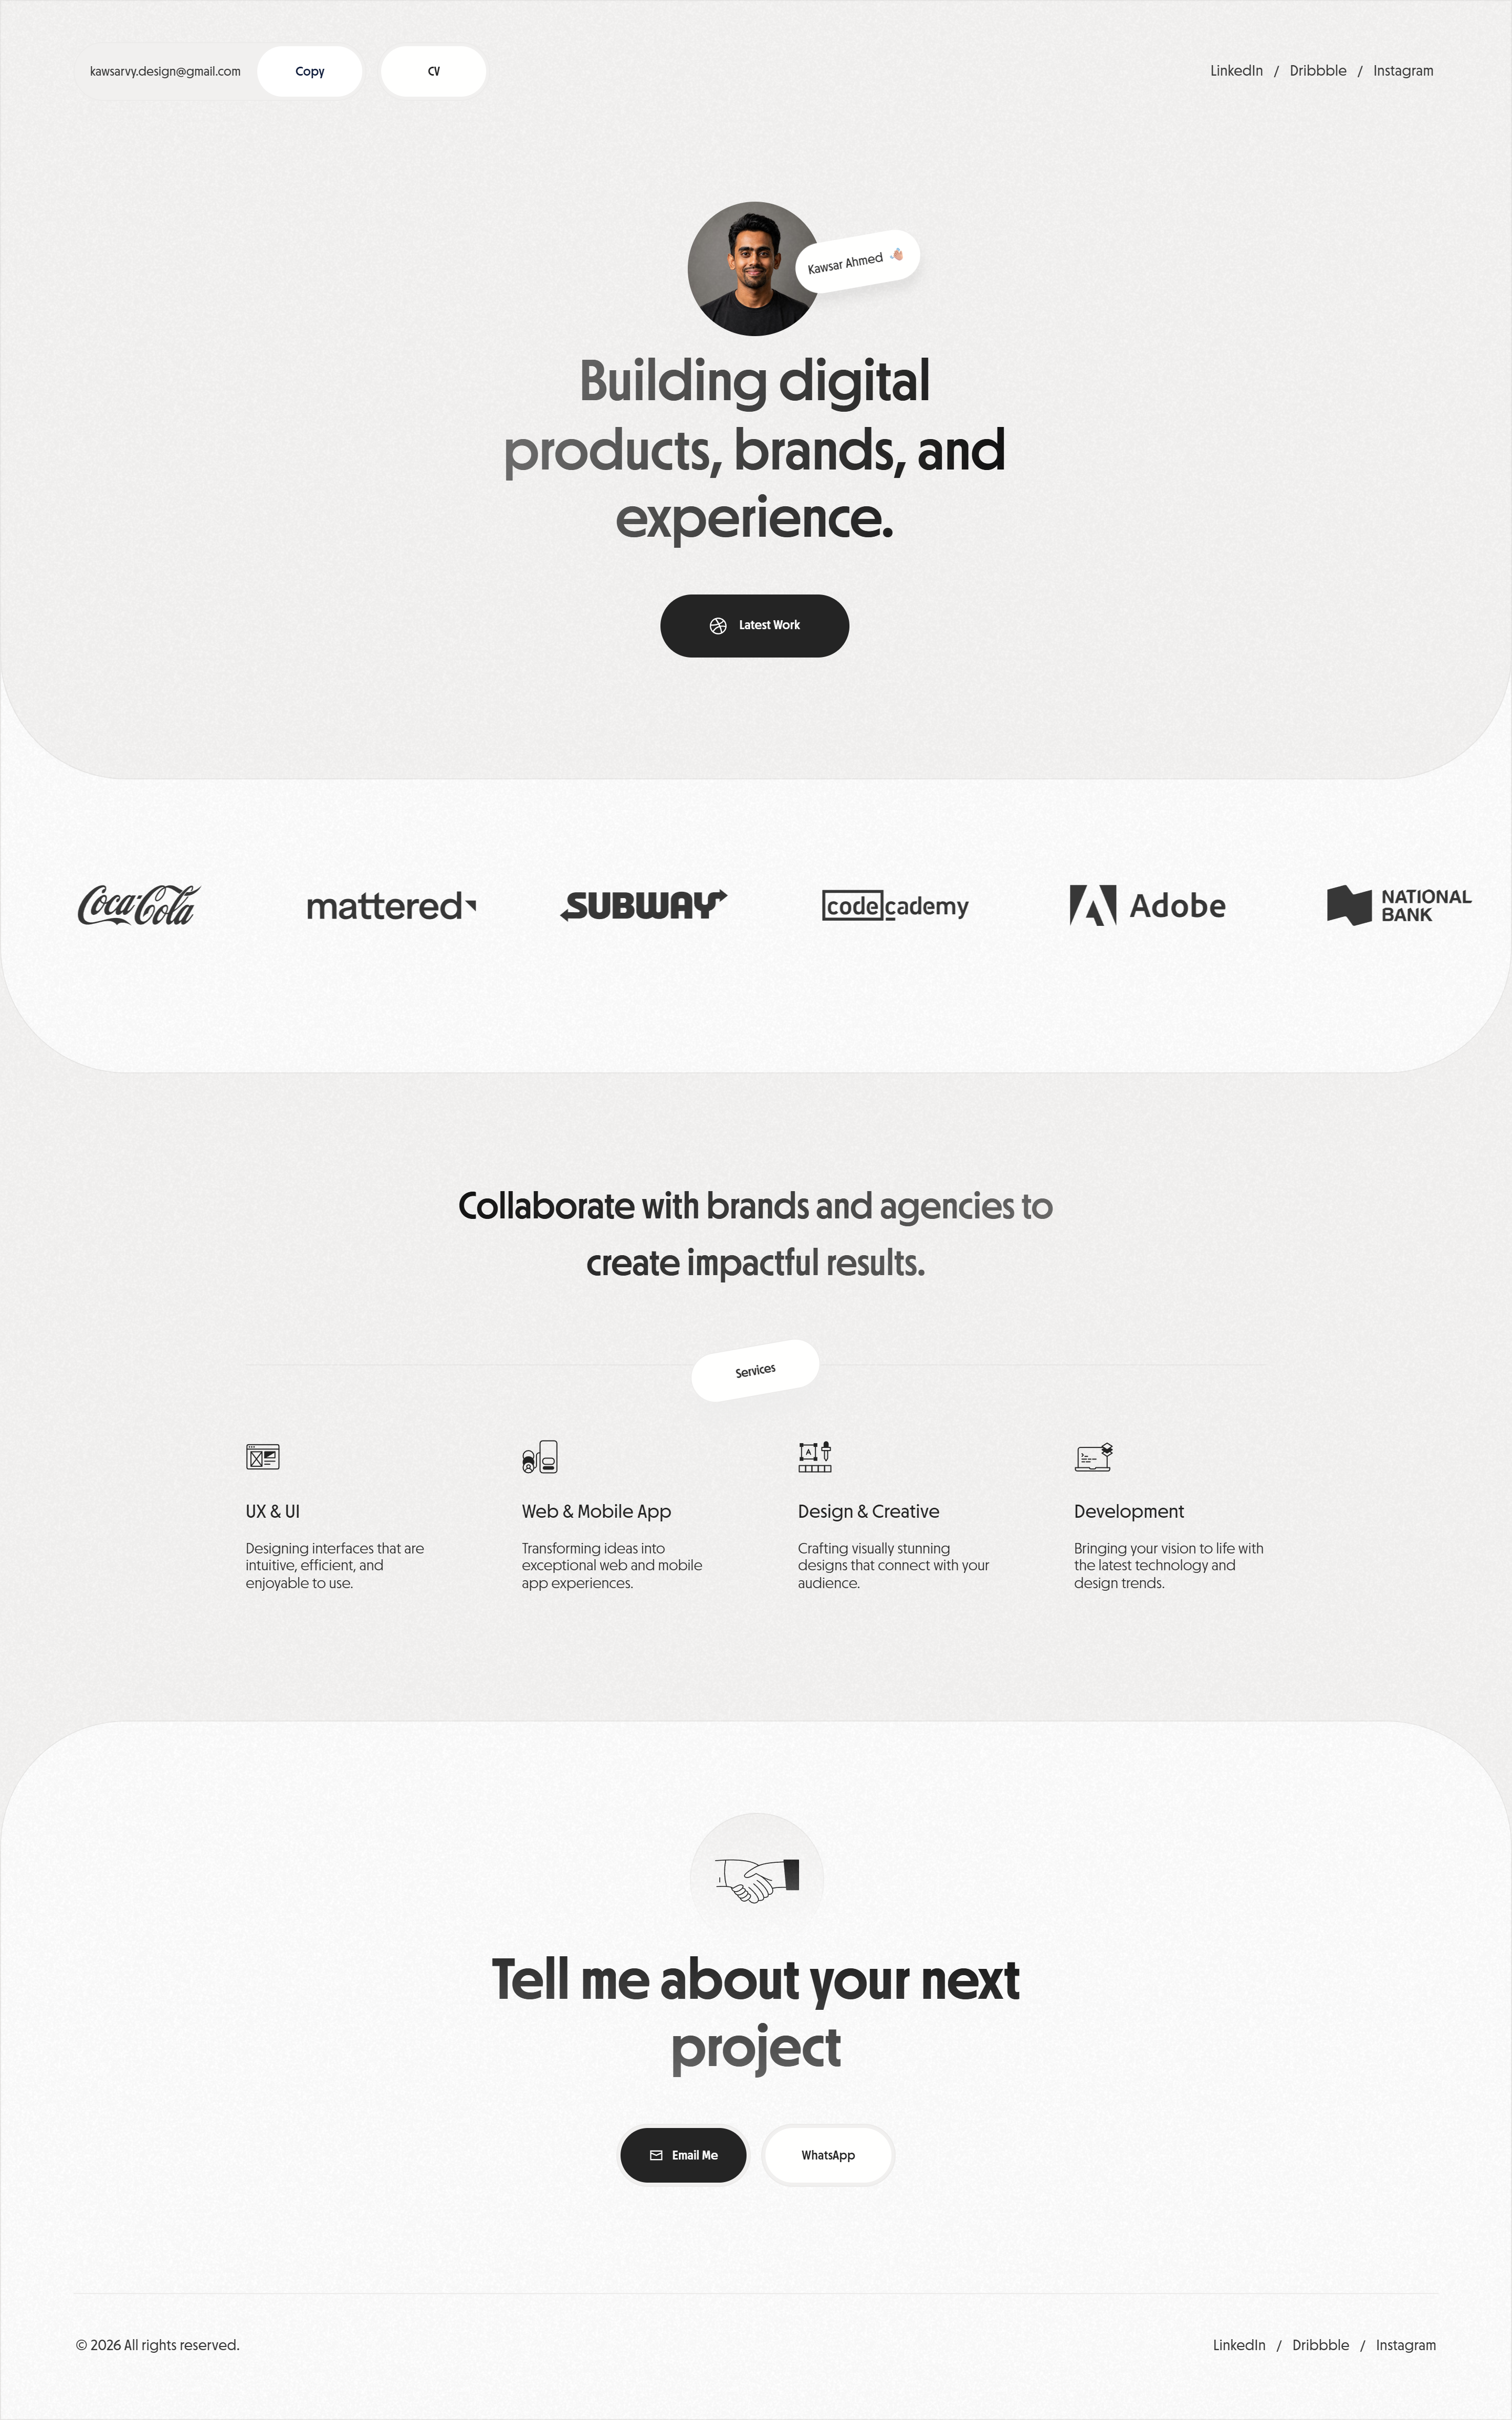 kawsarvy.design@gmail.com
Copy
CV
LinkedIn / Dribbble / Instagram
Kawsar Ahmed 👋🏼
Building digital
products, brands, and
experience.
Latest Work
Coca-Cola
mattered
SUBWAY
codecademy
Adobe
NATIONAL
BANK
Collaborate with brands and agencies to
create impactful results.
Services
UX & UI
Designing interfaces that are
intuitive, efficient, and
enjoyable to use.
Web & Mobile App
Transforming ideas into
exceptional web and mobile
app experiences.
Design & Creative
Crafting visually stunning
designs that connect with your
audience.
Development
Bringing your vision to life with
the latest technology and
design trends.
Tell me about your next
project
Email Me
WhatsApp
© 2026 All rights reserved.
LinkedIn / Dribbble / Instagram